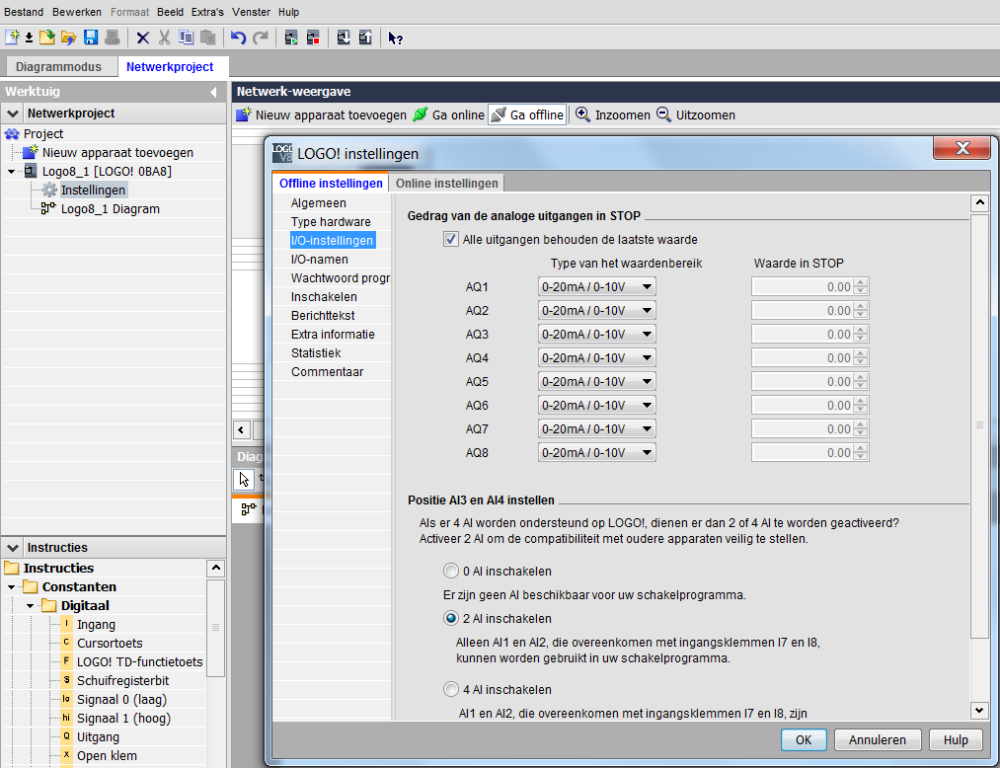 Bestand Bewerken Formaat Beeld Extra's Venster Help
Diagrammodus Netwerkproject
Werktuig
Netwerkproject
Project
Nieuw apparaat toevoegen
Logo8_1 [LOGO! 0BA8]
Instellingen
Logo8_1 Diagram
Netwerk-weergave
Nieuw apparaat toevoegen Ga online Ga offline Inzoomen Uitzoomen
LOGO! instellingen
Offline instellingen Online instellingen
Algemeen
Type hardware
I/O-instellingen
I/O-namen
Wachtwoord progr
Inschakelen
Berichttekst
Extra informatie
Statistiek
Commentaar
Gedrag van de analoge uitgangen in STOP
Alle uitgangen behouden de laatste waarde
Type van het waardenbereik Waarde in STOP
AQ1 0-20mA / 0-10V 0.00
AQ2 0-20mA / 0-10V 0.00
AQ3 0-20mA / 0-10V 0.00
AQ4 0-20mA / 0-10V 0.00
AQ5 0-20mA / 0-10V 0.00
AQ6 0-20mA / 0-10V 0.00
AQ7 0-20mA / 0-10V 0.00
AQ8 0-20mA / 0-10V 0.00
Positie AI3 en AI4 instellen
Als er 4 AI worden ondersteund op LOGO!, dienen er dan 2 of 4 AI te worden geactiveerd?
Activeer 2 AI om de compatibiliteit met oudere apparaten veilig te stellen.
0 AI inschakelen
Er zijn geen AI beschikbaar voor uw schakelprogramma.
2 AI inschakelen
Alleen AI1 en AI2, die overeenkomen met ingangsklemmen I7 en I8,
kunnen worden gebruikt in uw schakelprogramma.
4 AI inschakelen
AI1 en AI2, die overeenkomen met ingangsklemmen I7 en I8, zijn
OK Annuleren Hulp
Diag
Instructies
Instructies
Constanten
Digitaal
I Ingang
C Cursortoets
F LOGO! TD-functietoets
S Schuifregisterbit
lo Signaal 0 (laag)
hi Signaal 1 (hoog)
Q Uitgang
X Open klem